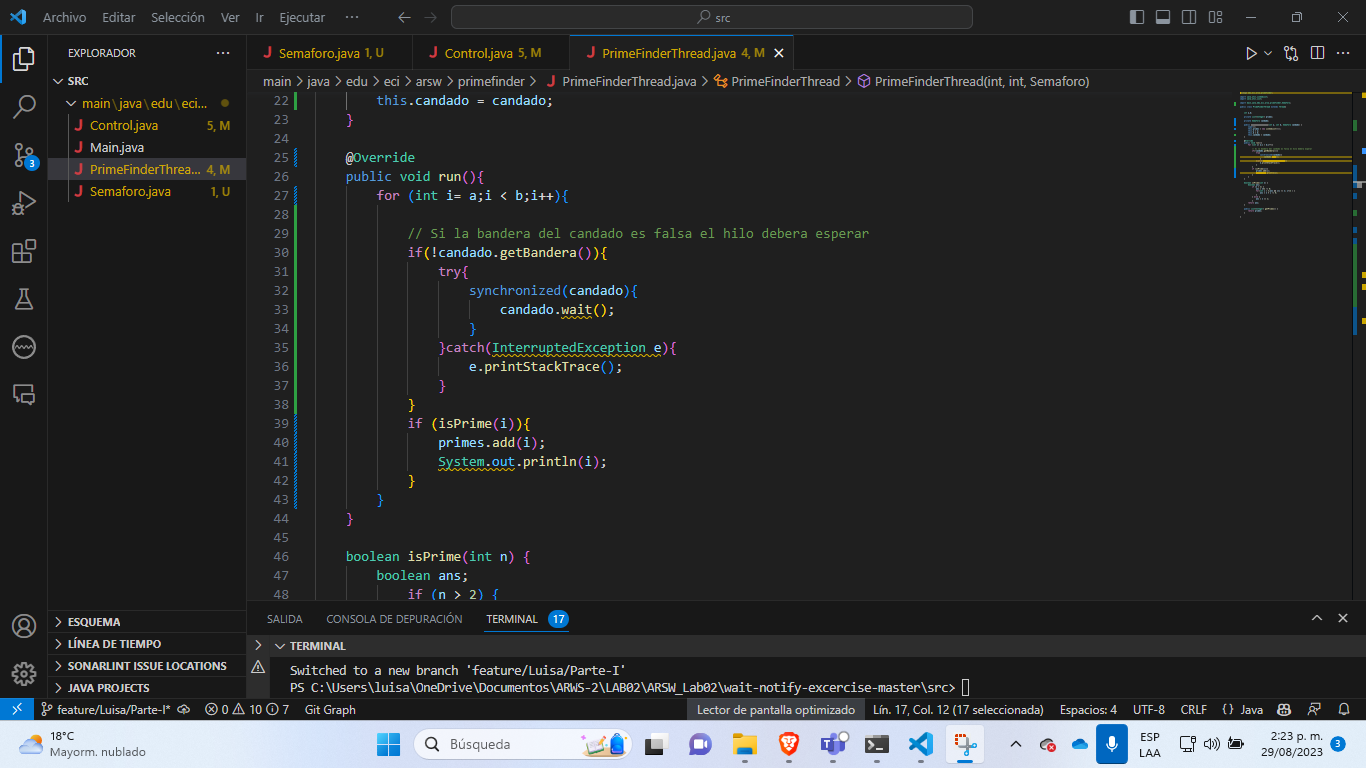 Archivo Editar Selección Ver Ir Ejecutar ··· src
EXPLORADOR ···
SRC
main\java\edu\eci...
Control.java 5, M
Main.java
PrimeFinderThrea... 4, M
Semaforo.java 1, U
3
ESQUEMA
LÍNEA DE TIEMPO
SONARLINT ISSUE LOCATIONS
JAVA PROJECTS
Semaforo.java 1, U Control.java 5, M PrimeFinderThread.java 4, M
main > java > edu > eci > arsw > primefinder > PrimeFinderThread.java > PrimeFinderThread > PrimeFinderThread(int, int, Semaforo)
22 this.candado = candado;
23 }
24
25 @Override
26 public void run(){
27 for (int i= a;i < b;i++){
28
29 // Si la bandera del candado es falsa el hilo debera esperar
30 if(!candado.getBandera()){
31 try{
32 synchronized(candado){
33 candado.wait();
34 }
35 }catch(InterruptedException e){
36 e.printStackTrace();
37 }
38 }
39 if (isPrime(i)){
40 primes.add(i);
41 System.out.println(i);
42 }
43 }
44 }
45
46 boolean isPrime(int n) {
47 boolean ans;
48 if (n > 2) {
SALIDA CONSOLA DE DEPURACIÓN TERMINAL 17
TERMINAL
Switched to a new branch 'feature/Luisa/Parte-I'
PS C:\Users\luisa\OneDrive\Documentos\ARWS-2\LAB02\ARSW_Lab02\wait-notify-excercise-master\src>
feature/Luisa/Parte-I* 0 10 7 Git Graph Lector de pantalla optimizado Lín. 17, Col. 12 (17 seleccionada) Espacios: 4 UTF-8 CRLF {} Java
18°C
Mayorm. nublado
Búsqueda
ESP
LAA
2:23 p. m.
29/08/2023
3